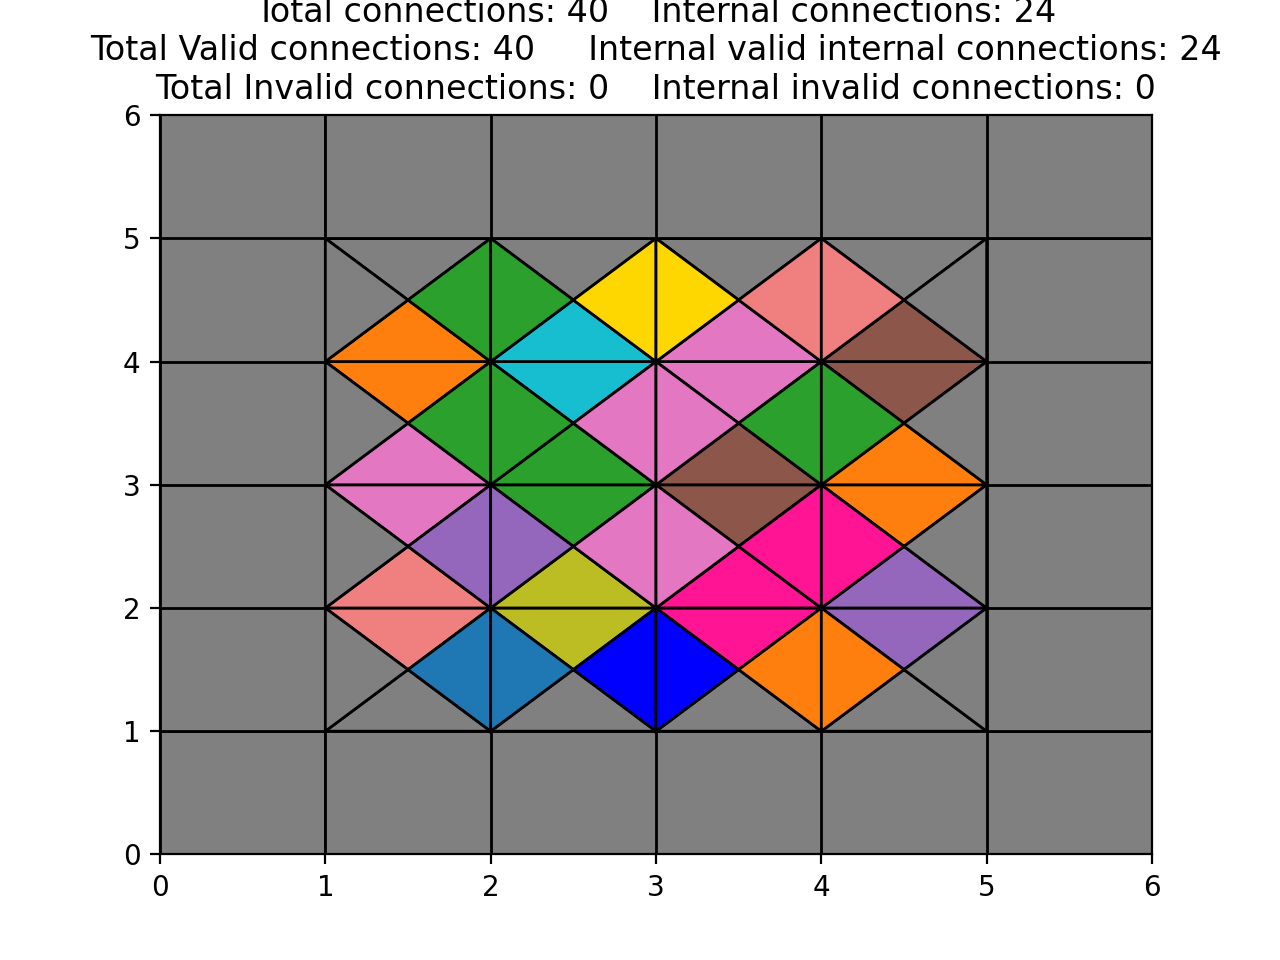 Total connections: 40 Internal connections: 24
Total Valid connections: 40 Internal valid internal connections: 24
Total Invalid connections: 0 Internal invalid connections: 0
6
5
4
3
2
1
0
0 1 2 3 4 5 6